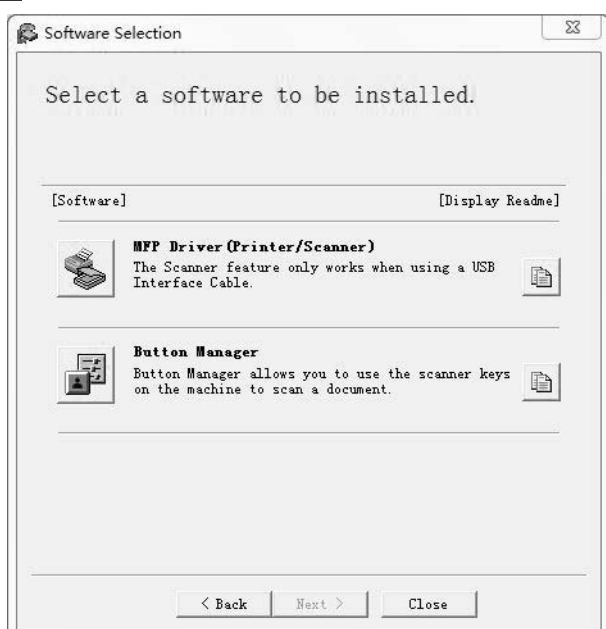 Software Selection
Select a software to be installed.
[Software] [Display Readme]
MFP Driver(Printer/Scanner)
The Scanner feature only works when using a USB
Interface Cable.
Button Manager
Button Manager allows you to use the scanner keys
on the machine to scan a document.
< Back Next > Close